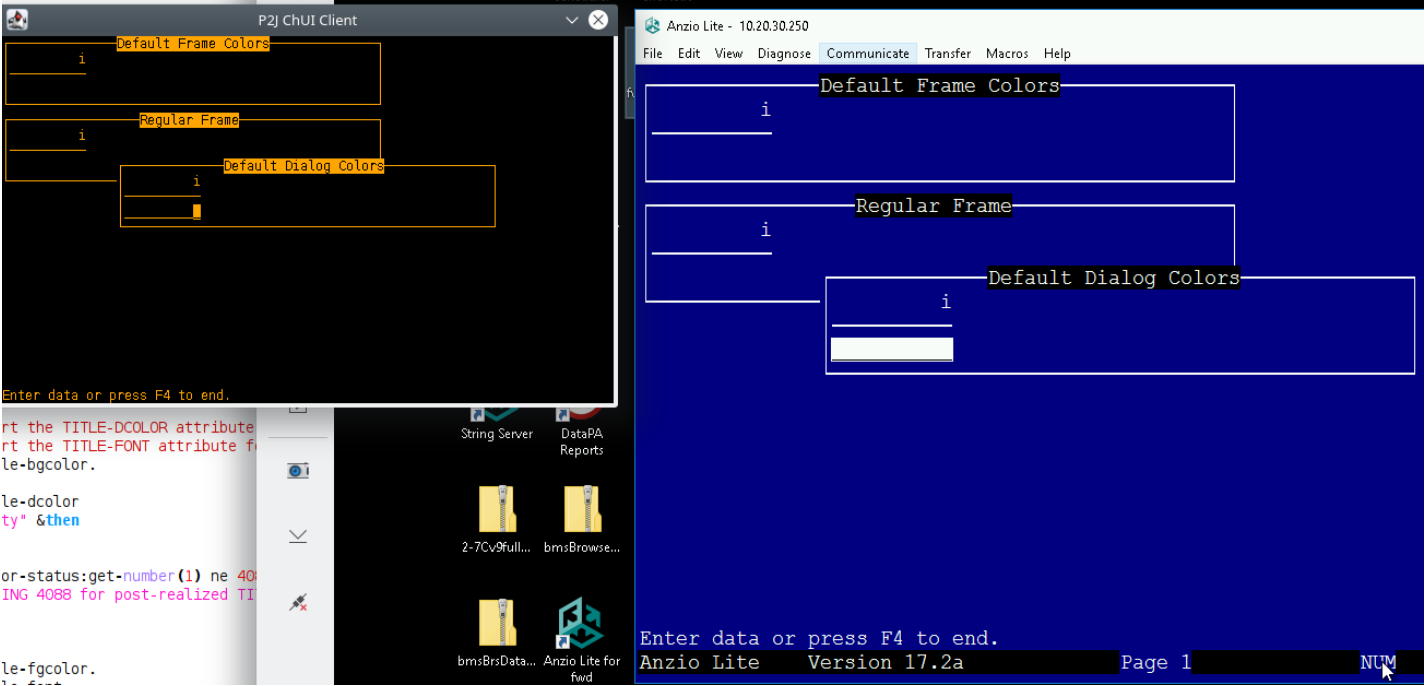 P2J ChUI Client
Default Frame Colors
i
Regular Frame
i
Default Dialog Colors
i
Enter data or press F4 to end.
rt the TITLE-DCOLOR attribute
rt the TITLE-FONT attribute f
le-bgcolor.
le-dcolor
ty" &then
or-status:get-number(1) ne 40
ING 4088 for post-realized TI
le-fgcolor.
String Server
DataPA
Reports
2-7Cv9full...
bmsBrowse...
bmsBrsData...
Anzio Lite for
fwd
Anzio Lite - 10.20.30.250
File Edit View Diagnose Communicate Transfer Macros Help
Default Frame Colors
i
Regular Frame
i
Default Dialog Colors
i
Enter data or press F4 to end.
Anzio Lite Version 17.2a Page 1 NUM